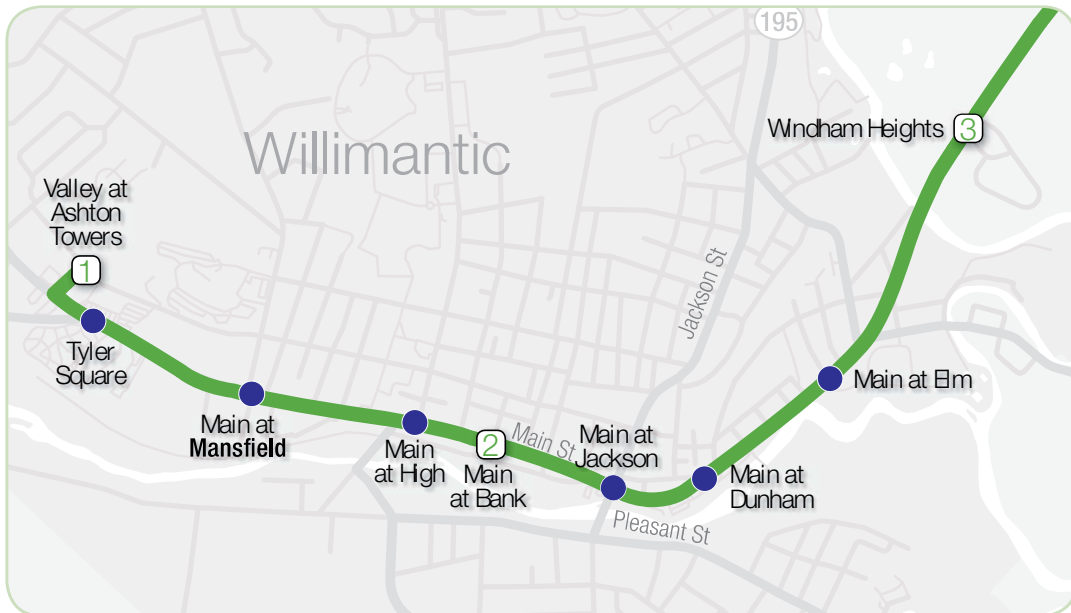 195
Windham Heights
3
Willimantic
Valley at
Ashton
Towers
1
Jackson St
Tyler
Square
Main at Elm
Main at
Mansfield
Main
at High
2
Main
at Bank
Main St
Main at
Jackson
Main at
Dunham
Pleasant St